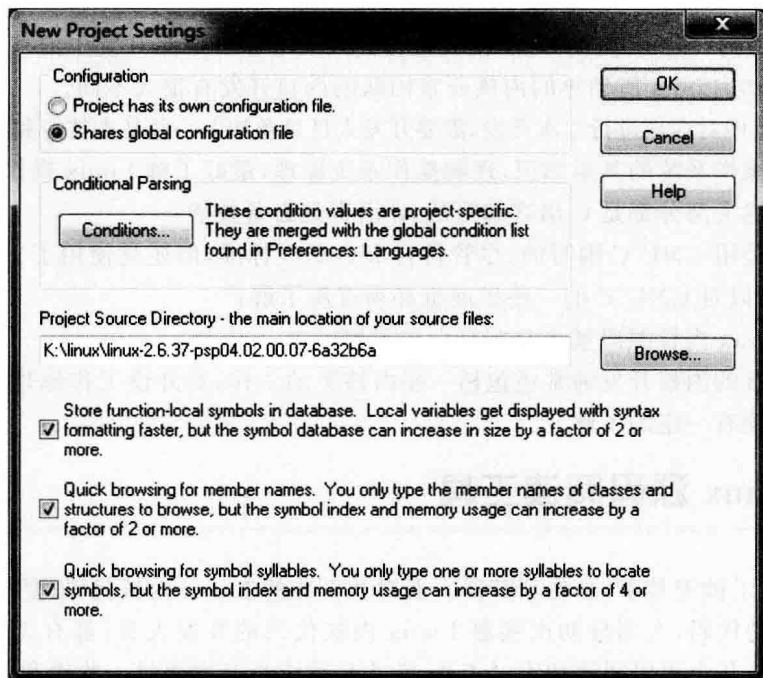 New Project Settings
Configuration
Project has its own configuration file.
Shares global configuration file
OK
Cancel
Help
Conditional Parsing
Conditions...
These condition values are project-specific.
They are merged with the global condition list
found in Preferences: Languages.
Project Source Directory - the main location of your source files:
K:\linux\linux-2.6.37-psp04.02.00.07-6a32b6a
Browse...
Store function-local symbols in database. Local variables get displayed with syntax
formatting faster, but the symbol database can increase in size by a factor of 2 or
more.
Quick browsing for member names. You only type the member names of classes and
structures to browse, but the symbol index and memory usage can increase by a
factor of 2 or more.
Quick browsing for symbol syllables. You only type one or more syllables to locate
symbols, but the symbol index and memory usage can increase by a factor of 4 or
more.